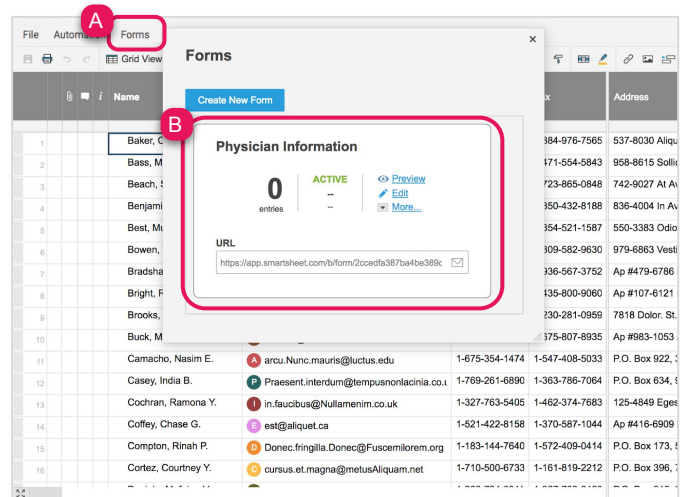 A
File Automation Forms
Grid View
Forms
×
Create New Form
Name
Address
B
Physician Information
0
entries
ACTIVE
--
--
Preview
Edit
More...
URL
https://app.smartsheet.com/b/form/2ccedfa387ba4be389c
1 Baker, 384-976-7565 537-8030 Aliqu
2 Bass, M 471-554-5843 958-8615 Sollic
3 Beach, 723-865-0848 742-9027 At Av
4 Benjami 350-432-8188 836-4004 In Av
5 Best, Mu 354-521-1587 550-3383 Odio
6 Bowen, 309-582-9630 979-6863 Vesti
7 Bradsha 936-567-3752 Ap #479-6786
8 Bright, F 435-800-9060 Ap #107-6121
9 Brooks, 230-281-0959 7818 Dolor. St.
10 Buck, M 675-807-8935 Ap #983-1053
11 Camacho, Nasim E. A arcu.Nunc.mauris@luctus.edu 1-675-354-1474 1-547-408-5033 P.O. Box 922, 3
12 Casey, India B. P Praesent.interdum@tempusnonlacinia.co.u 1-769-261-6890 1-363-786-7064 P.O. Box 634, 9
13 Cochran, Ramona Y. I in.faucibus@Nullamenim.co.uk 1-327-763-5405 1-462-374-7683 125-4849 Eges
14 Coffey, Chase G. E est@aliquet.ca 1-521-422-8158 1-370-587-1044 Ap #416-6909
15 Compton, Rinah P. D Donec.fringilla.Donec@Fuscemilorem.org 1-183-144-7640 1-572-409-0414 P.O. Box 173, 5
16 Cortez, Courtney Y. C cursus.et.magna@metusAliquam.net 1-710-500-6733 1-161-819-2212 P.O. Box 396, 7